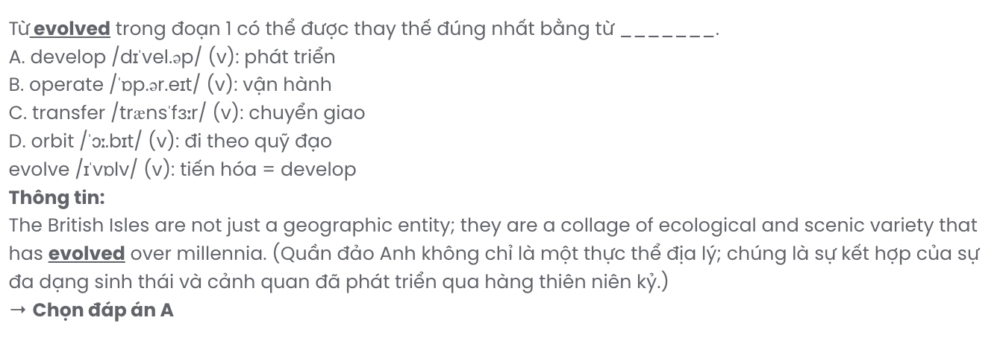 Từ evolved trong đoạn 1 có thể được thay thế đúng nhất bằng từ _______.
A. develop /dɪˈvel.əp/ (v): phát triển
B. operate /ˈɒp.ər.eɪt/ (v): vận hành
C. transfer /trænsˈfɜːr/ (v): chuyển giao
D. orbit /ˈɔː.bɪt/ (v): đi theo quỹ đạo
evolve /ɪˈvɒlv/ (v): tiến hóa = develop
Thông tin:
The British Isles are not just a geographic entity; they are a collage of ecological and scenic variety that
has evolved over millennia. (Quần đảo Anh không chỉ là một thực thể địa lý; chúng là sự kết hợp của sự
đa dạng sinh thái và cảnh quan đã phát triển qua hàng thiên niên kỷ.)
→ Chọn đáp án A